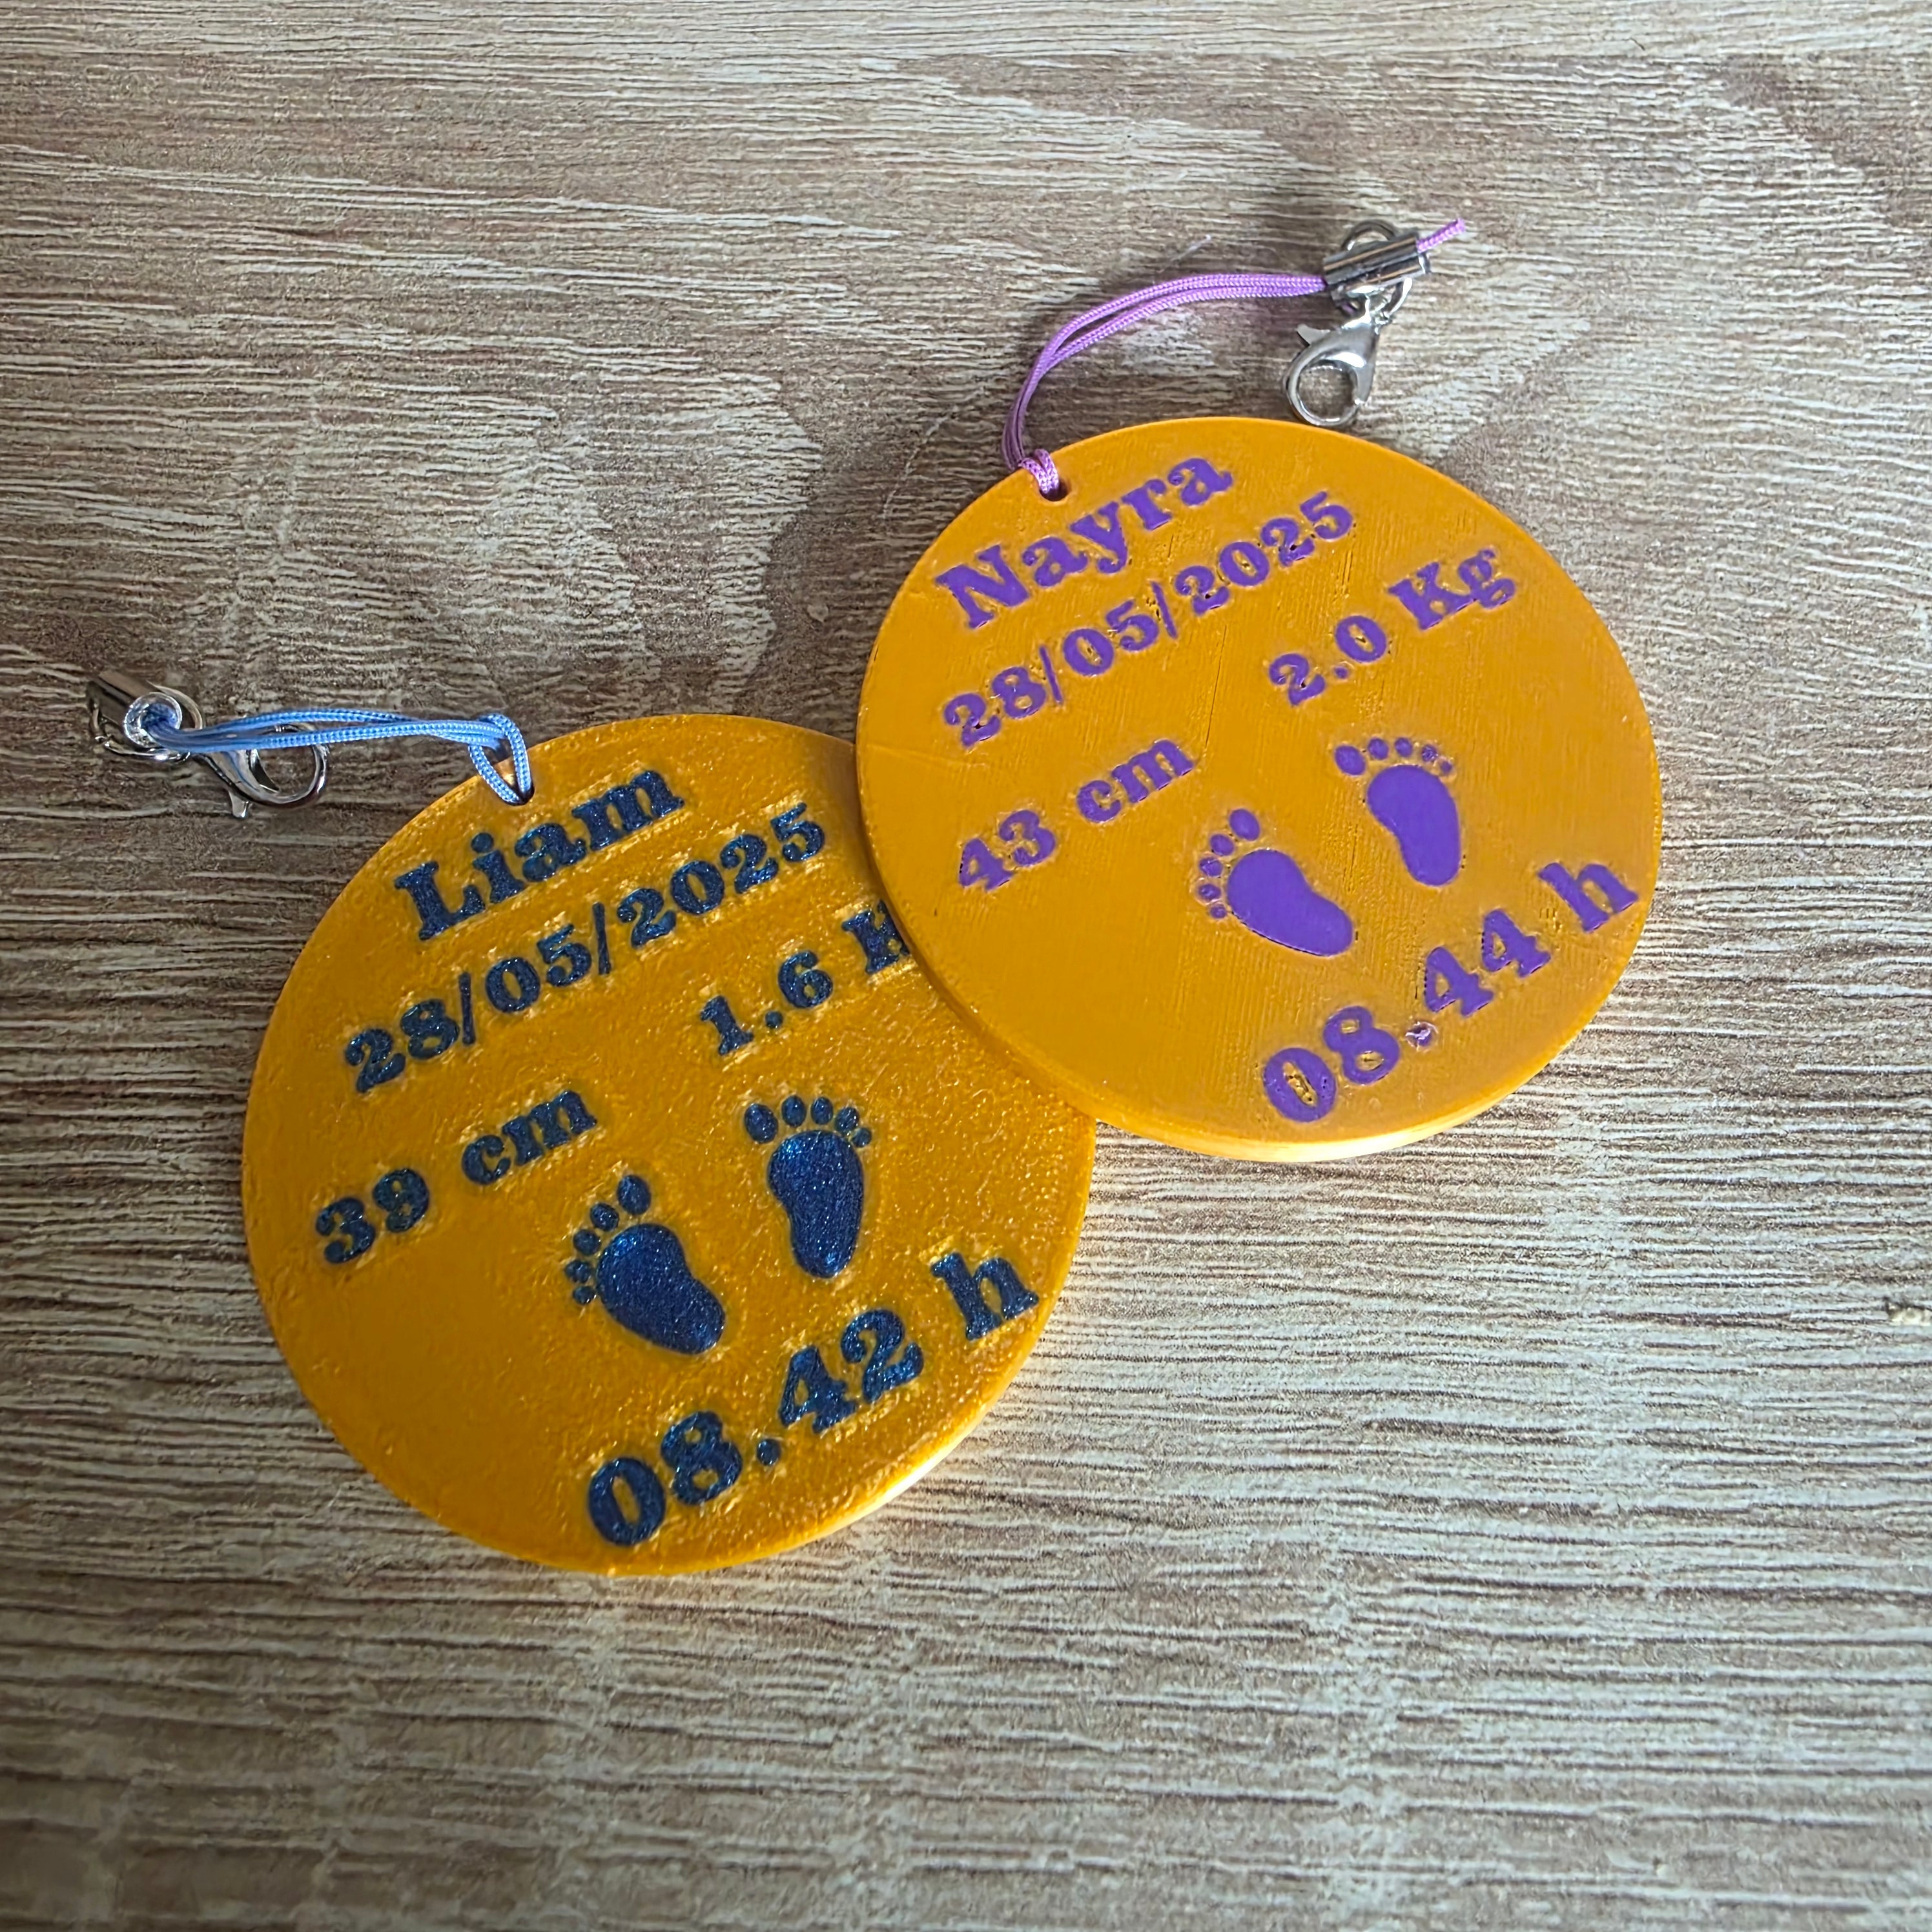 Liam
28/05/2025
1.6 K
39 cm
08.42 h
Nayra
28/05/2025
2.0 Kg
43 cm
08.44 h